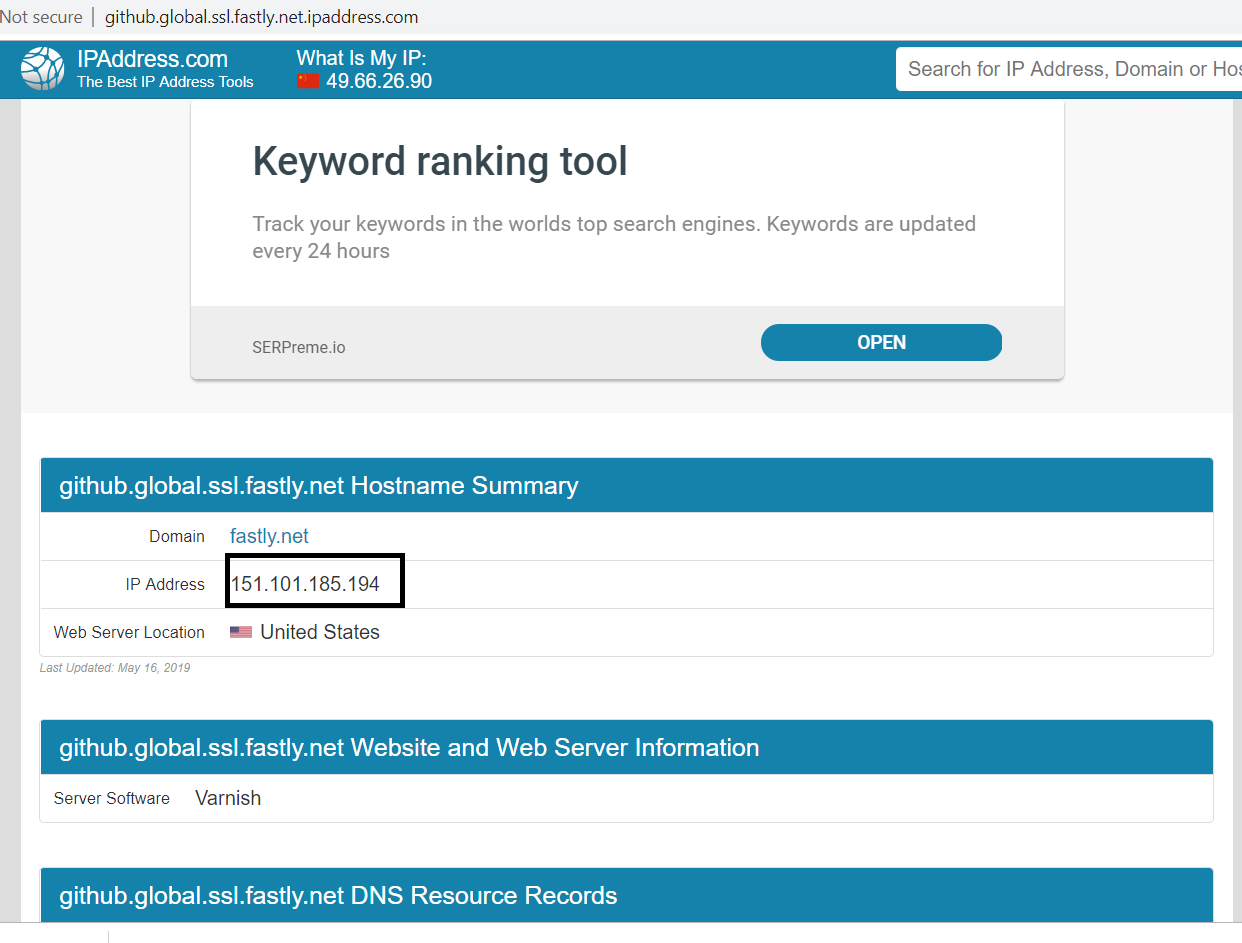 Not secure | github.global.ssl.fastly.net.ipaddress.com
IPAddress.com
The Best IP Address Tools
What Is My IP:
49.66.26.90
Search for IP Address, Domain or Hos
Keyword ranking tool
Track your keywords in the worlds top search engines. Keywords are updated
every 24 hours
SERPreme.io
OPEN
github.global.ssl.fastly.net Hostname Summary
Domain fastly.net
IP Address 151.101.185.194
Web Server Location United States
Last Updated: May 16, 2019
github.global.ssl.fastly.net Website and Web Server Information
Server Software Varnish
github.global.ssl.fastly.net DNS Resource Records